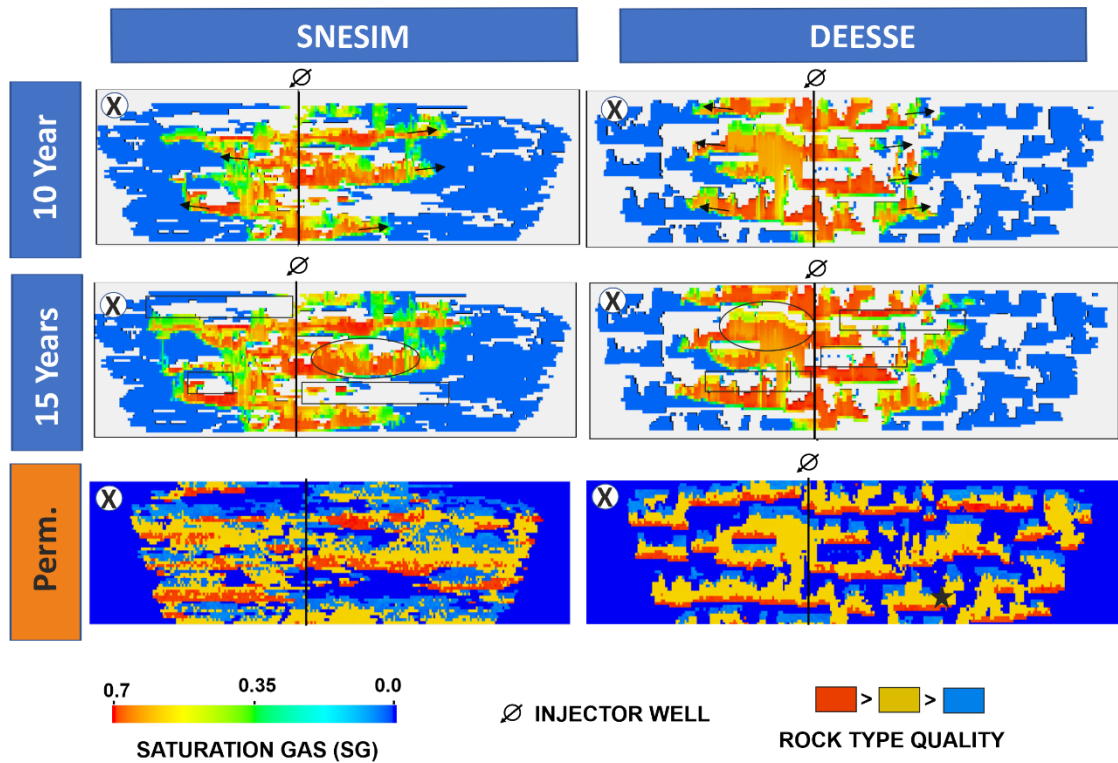 SNESIM
DEESSE
10 Year
X
X
15 Years
X
X
Perm.
X
X
0.7
0.35
0.0
SATURATION GAS (SG)
INJECTOR WELL
> >
ROCK TYPE QUALITY